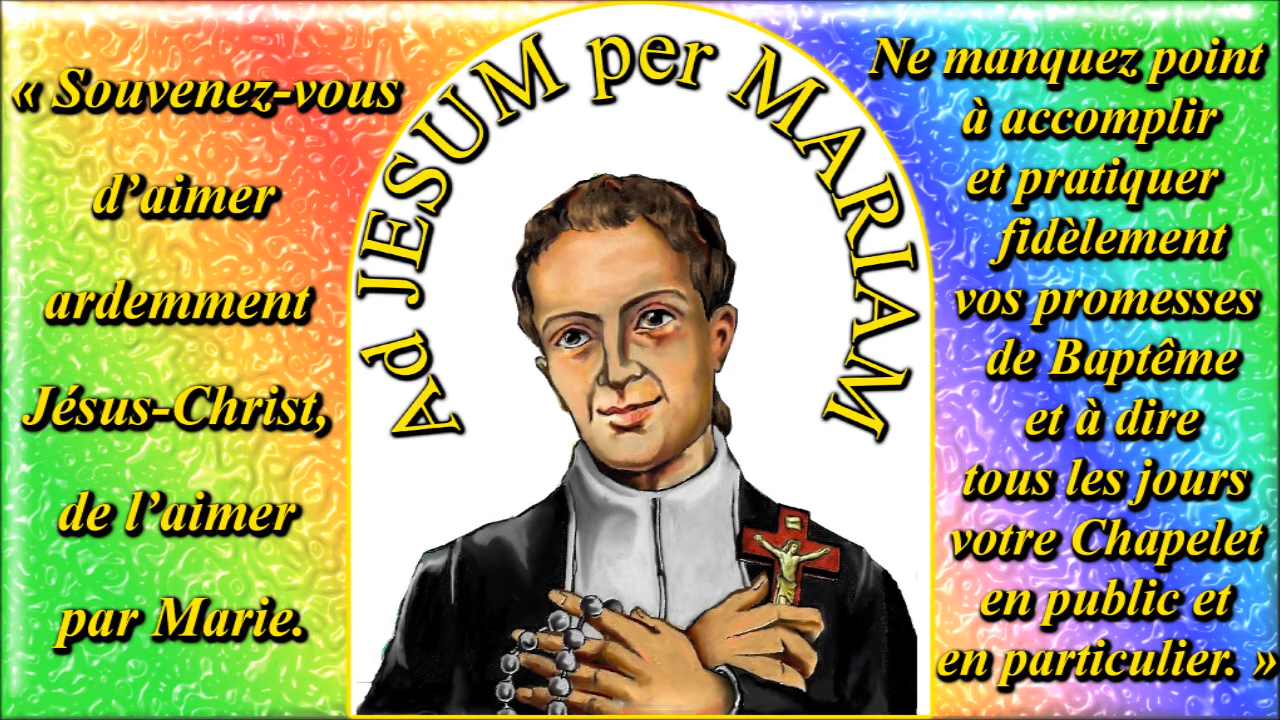 « Souvenez-vous
d’aimer
ardemment
Jésus-Christ,
de l’aimer
par Marie.
Ad JESUM per MARIAM
Ne manquez point
à accomplir
et pratiquer
fidèlement
vos promesses
de Baptême
et à dire
tous les jours
votre Chapelet
en public et
en particulier. »